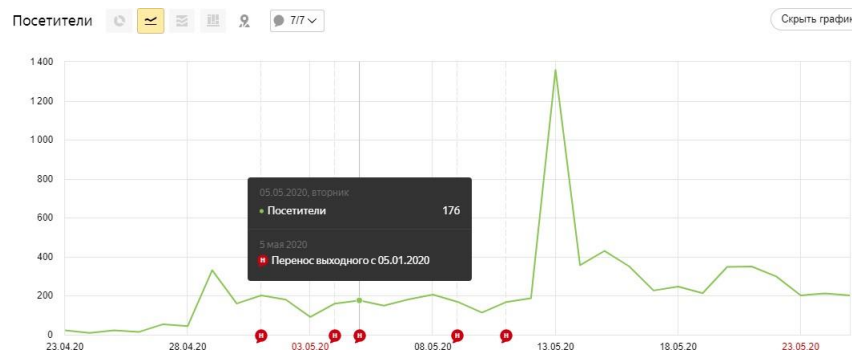 Посетители
7/7
Скрыть график
1 400
1 200
1 000
800
600
400
200
0
05.05.2020, вторник
Посетители 176
5 мая 2020
Н Перенос выходного с 05.01.2020
Н Н Н Н Н
23.04.20 28.04.20 03.05.20 08.05.20 13.05.20 18.05.20 23.05.20